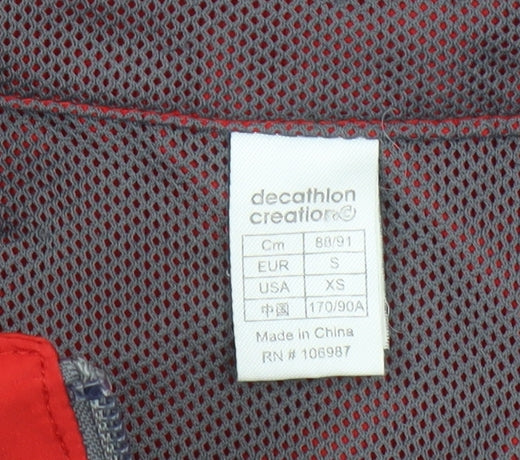 decathlon
creation
Cm 88/91
EUR S
USA XS
中国 170/90A
Made in China
RN # 106987